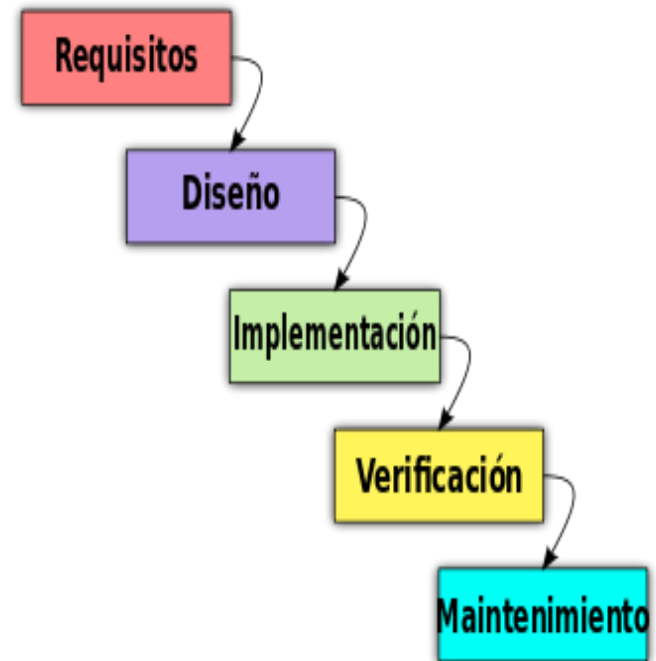 Requisitos
Diseño
Implementación
Verificación
Maintenimiento